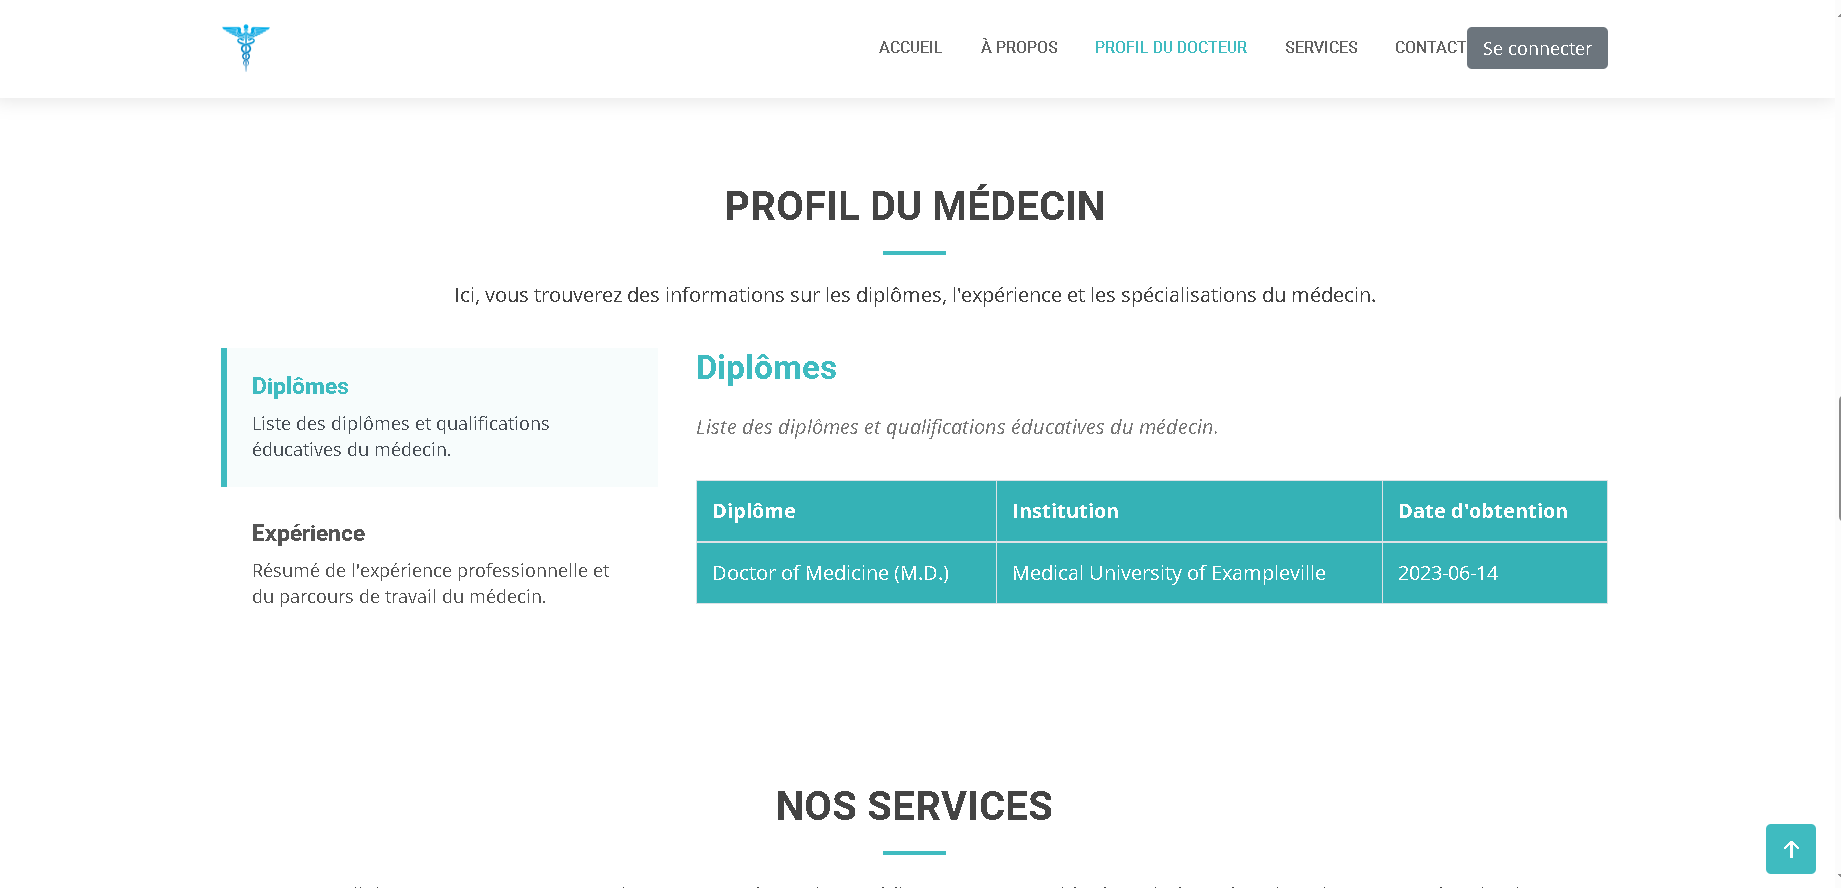 ACCUEIL À PROPOS PROFIL DU DOCTEUR SERVICES CONTACT Se connecter
PROFIL DU MÉDECIN
Ici, vous trouverez des informations sur les diplômes, l'expérience et les spécialisations du médecin.
Diplômes
Liste des diplômes et qualifications
éducatives du médecin.
Expérience
Résumé de l'expérience professionnelle et
du parcours de travail du médecin.
Diplômes
Liste des diplômes et qualifications éducatives du médecin.
Diplôme Institution Date d'obtention
Doctor of Medicine (M.D.) Medical University of Exampleville 2023-06-14
NOS SERVICES